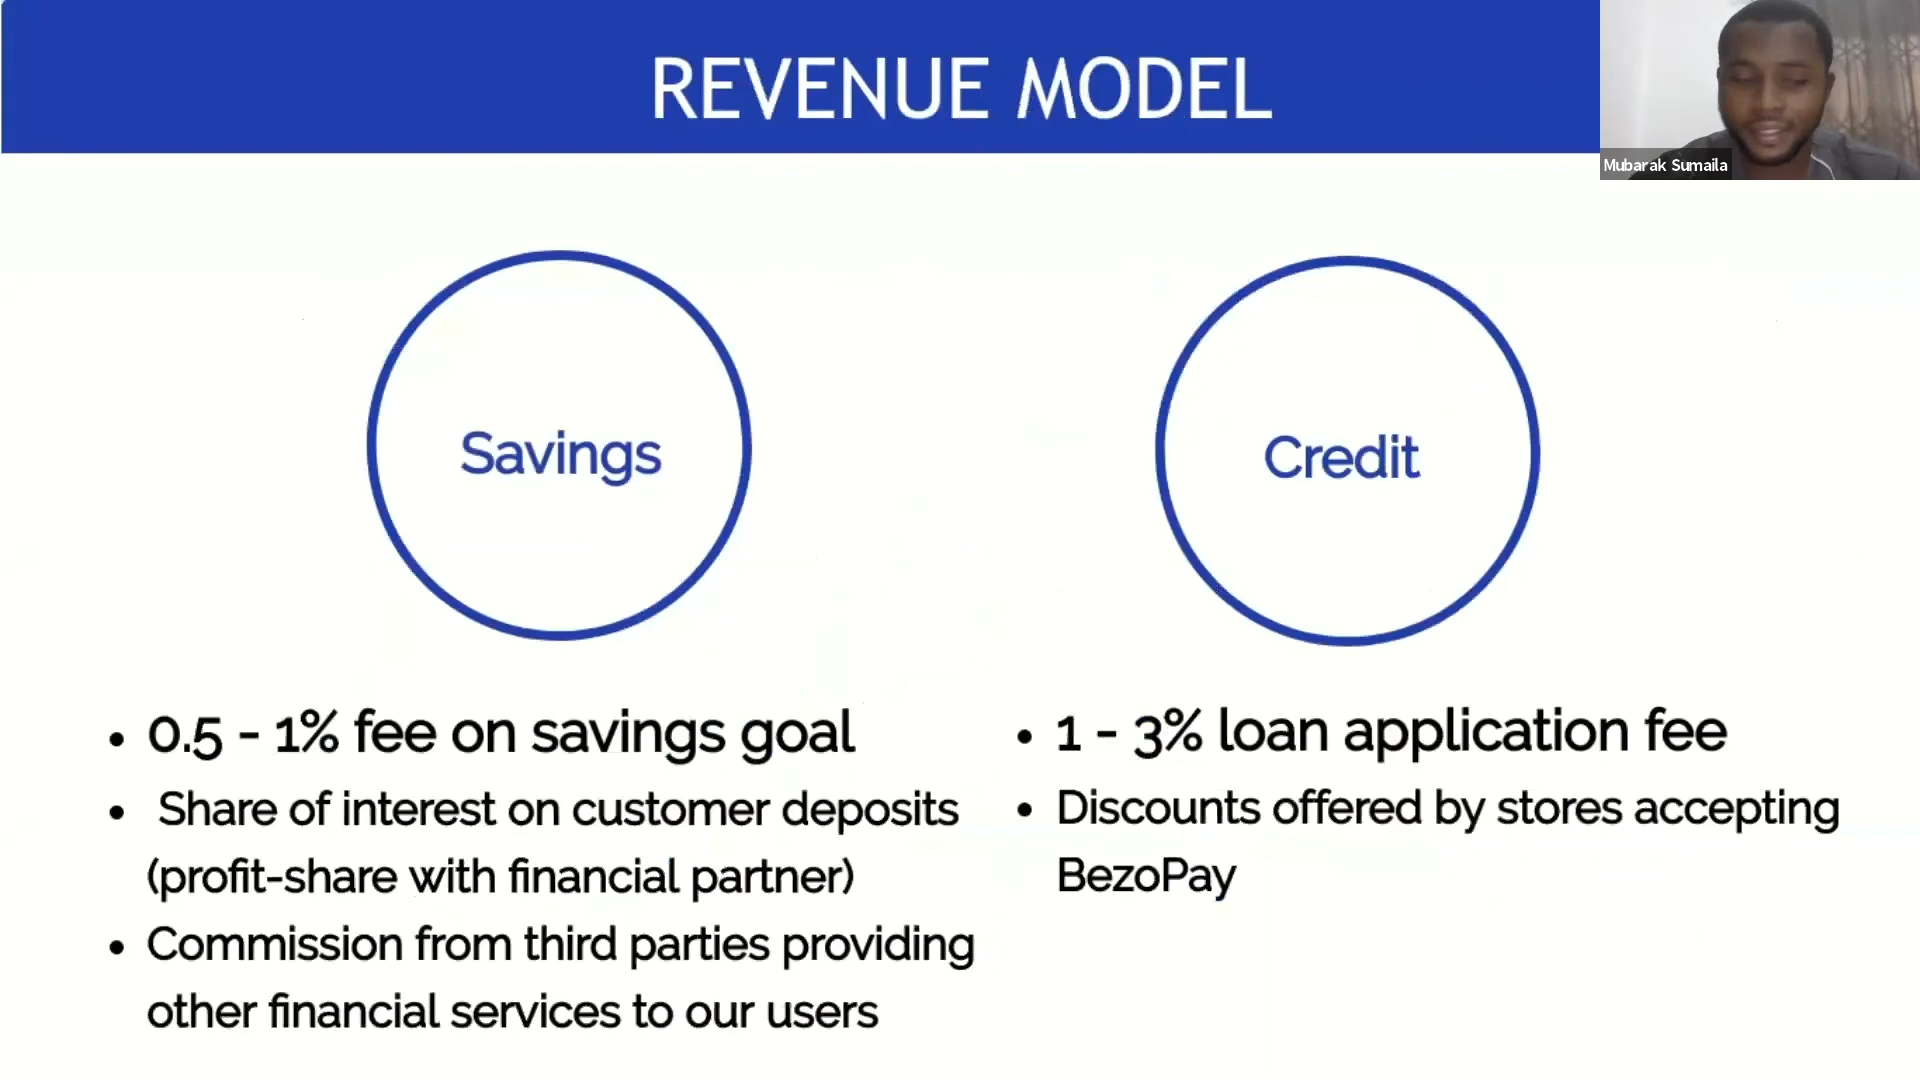 REVENUE MODEL
Mubarak Sumaila
Savings
Credit
• 0.5 - 1% fee on savings goal
• Share of interest on customer deposits
(profit-share with financial partner)
• Commission from third parties providing
other financial services to our users
• 1 - 3% loan application fee
• Discounts offered by stores accepting
BezoPay